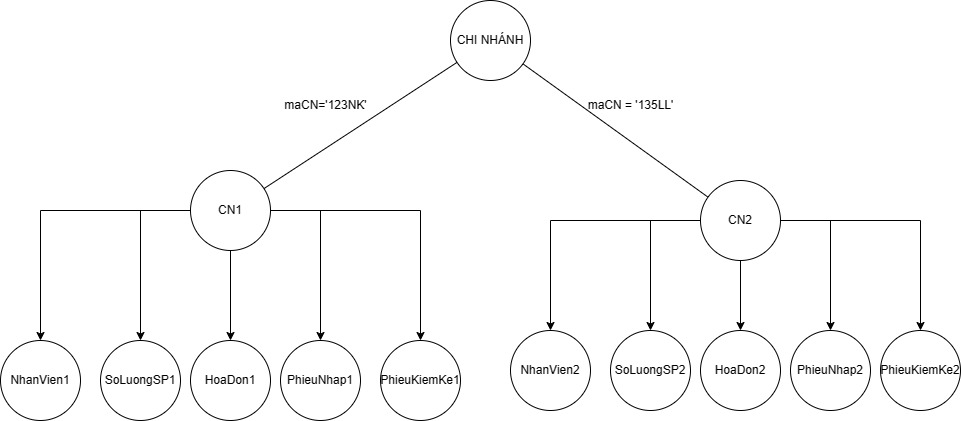 CHI NHÁNH
maCN='123NK'
maCN = '135LL'
CN1
CN2
NhanVien1
SoLuongSP1
HoaDon1
PhieuNhap1
PhieuKiemKe1
NhanVien2
SoLuongSP2
HoaDon2
PhieuNhap2
PhieuKiemKe2